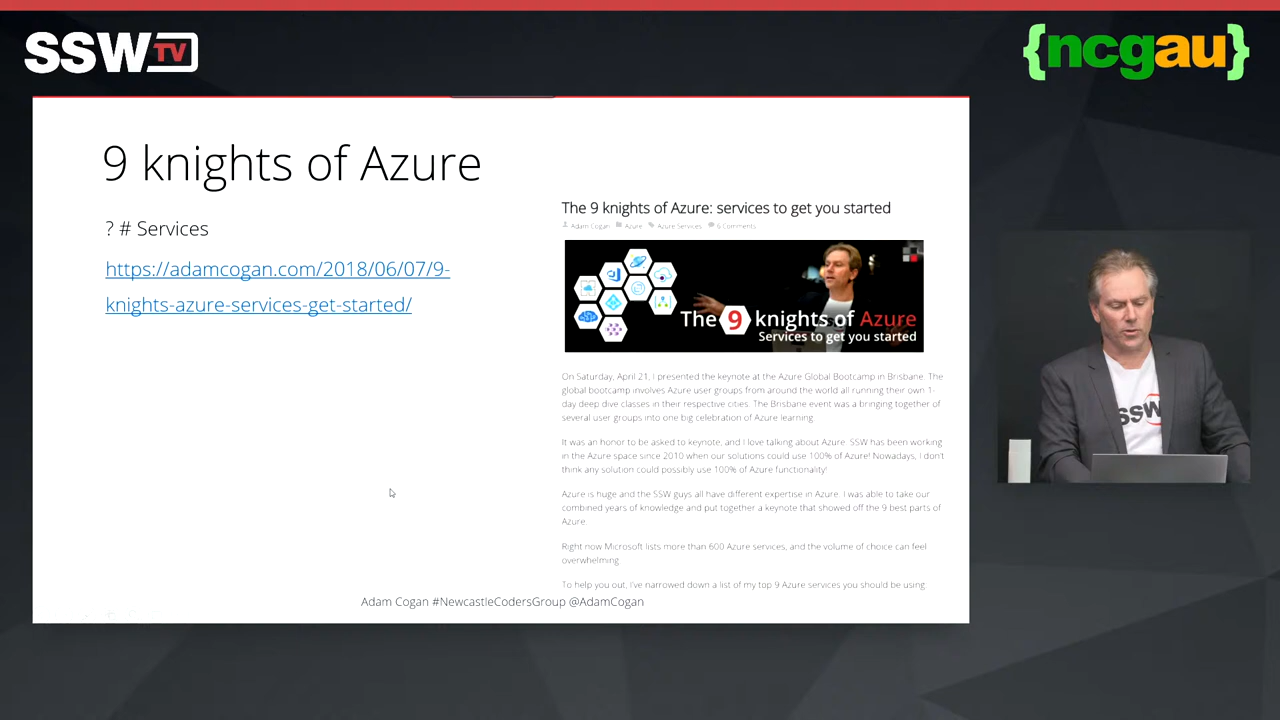 SSW TV
{ncgau}
9 knights of Azure
? # Services
https://adamcogan.com/2018/06/07/9-
knights-azure-services-get-started/
The 9 knights of Azure: services to get you started
Adam Cogan Azure Azure Services 6 Comments
The 9 knights of Azure
Services to get you started
On Saturday, April 21, I presented the keynote at the Azure Global Bootcamp in Brisbane. The
global bootcamp involves Azure user groups from around the world all running their own 1-
day deep dive classes in their respective cities. The Brisbane event was a bringing together of
several user groups into one big celebration of Azure learning.
It was an honor to be asked to keynote, and I love talking about Azure. SSW has been working
in the Azure space since 2010 when our solutions could use 100% of Azure! Nowadays, I don't
think any solution could possibly use 100% of Azure functionality!
Azure is huge and the SSW guys all have different expertise in Azure. I was able to take our
combined years of knowledge and put together a keynote that showed off the 9 best parts of
Azure.
Right now Microsoft lists more than 600 Azure services, and the volume of choice can feel
overwhelming.
To help you out, I've narrowed down a list of my top 9 Azure services you should be using:
Adam Cogan #NewcastleCodersGroup @AdamCogan
SSW